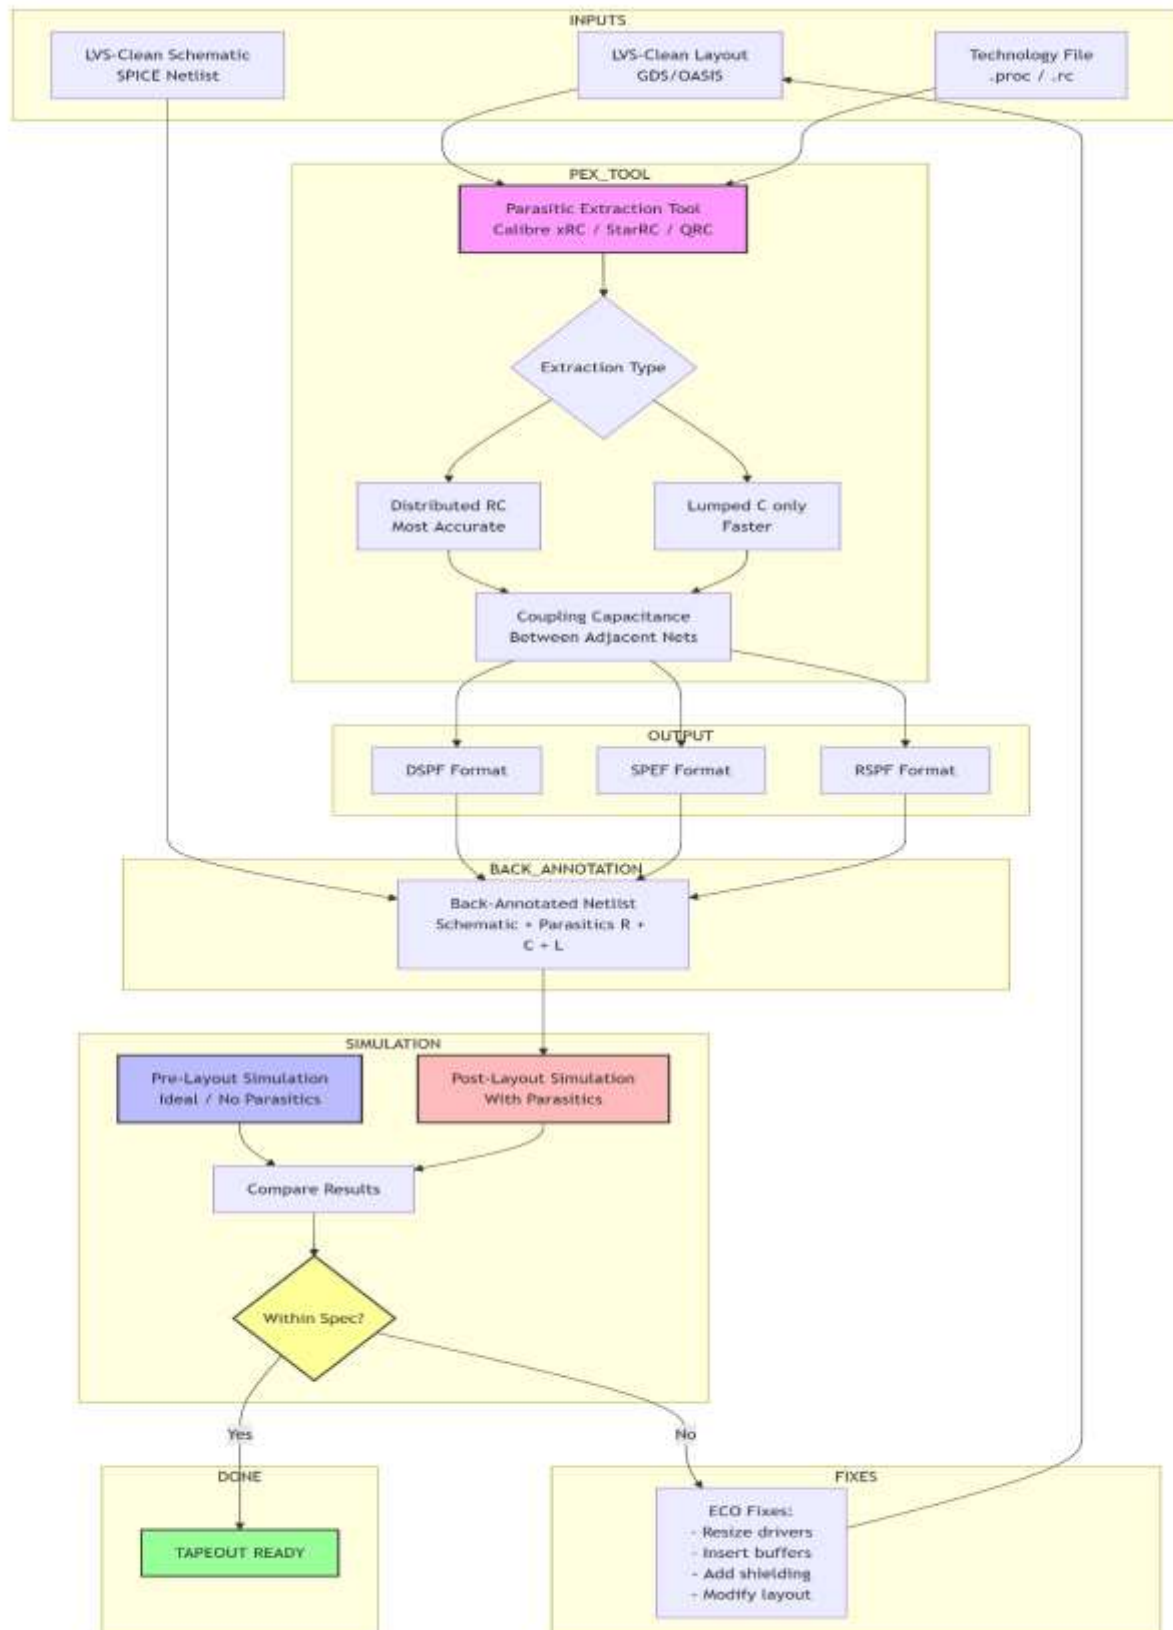 INPUTS
LVS-Clean Schematic
SPICE Netlist
LVS-Clean Layout
GDS/OASIS
Technology File
.proc / .rc
PEX_TOOL
Parasitic Extraction Tool
Calibre xRC / StarRC / QRC
Extraction Type
Distributed RC
Most Accurate
Lumped C only
Faster
Coupling Capacitance
Between Adjacent Nets
OUTPUT
DSPF Format
SPEF Format
RSPF Format
BACK_ANNOTATION
Back-Annotated Netlist
Schematic + Parasitics R +
C + L
SIMULATION
Pre-Layout Simulation
Ideal / No Parasitics
Post-Layout Simulation
With Parasitics
Compare Results
Within Spec?
Yes
No
DONE
TAPEOUT READY
FIXES
ECO Fixes:
- Resize drivers
- Insert buffers
- Add shielding
- Modify layout